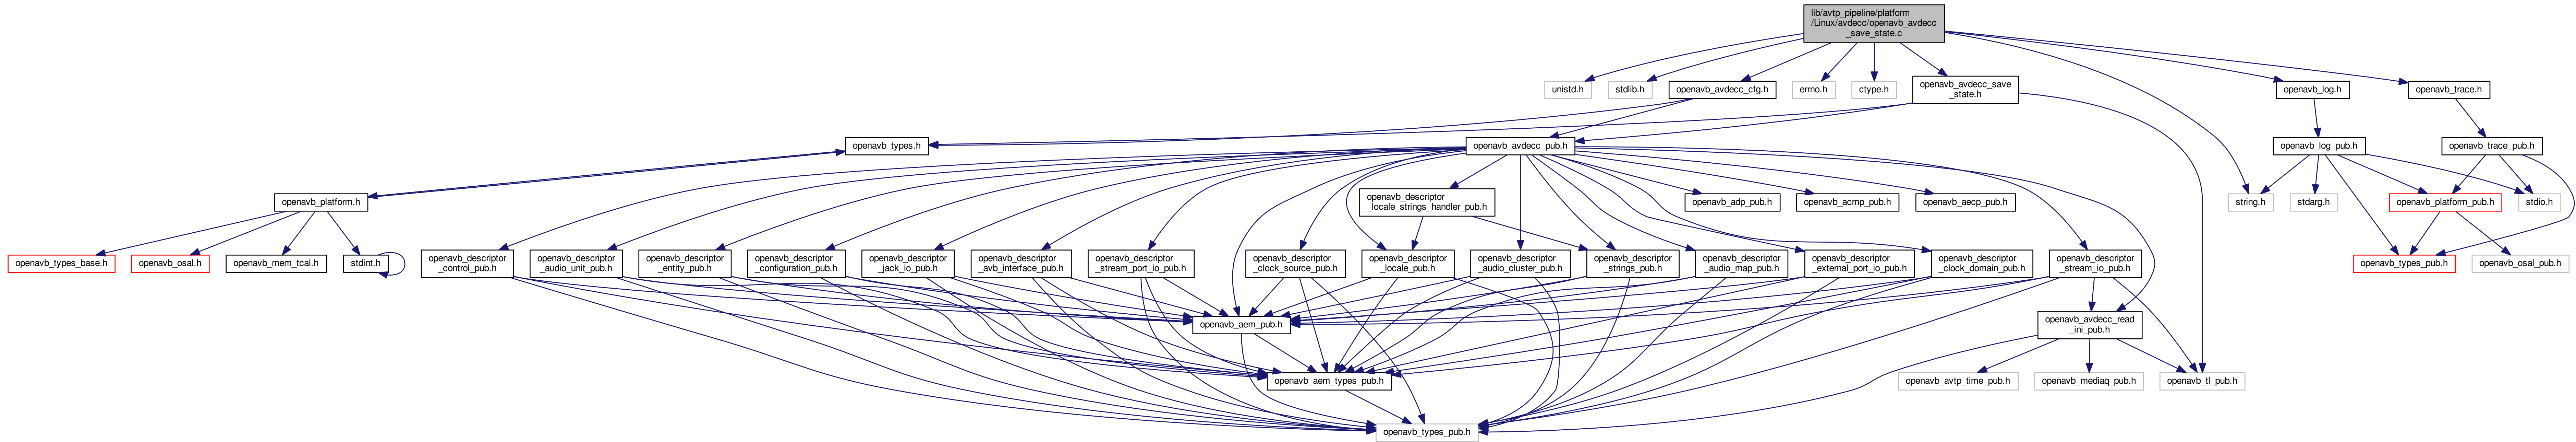 lib/avtp_pipeline/platform
/Linux/avdecc/openavb_avdecc
_save_state.c
unistd.h
stdlib.h
openavb_avdecc_cfg.h
errno.h
ctype.h
openavb_avdecc_save
_state.h
openavb_log.h
openavb_trace.h
openavb_types.h
openavb_avdecc_pub.h
openavb_log_pub.h
openavb_trace_pub.h
openavb_platform.h
openavb_descriptor
_locale_strings_handler_pub.h
openavb_adp_pub.h
openavb_acmp_pub.h
openavb_aecp_pub.h
string.h
stdarg.h
openavb_platform_pub.h
stdio.h
openavb_types_base.h
openavb_osal.h
openavb_mem_tcal.h
stdint.h
openavb_descriptor
_control_pub.h
openavb_descriptor
_audio_unit_pub.h
openavb_descriptor
_entity_pub.h
openavb_descriptor
_configuration_pub.h
openavb_descriptor
_jack_io_pub.h
openavb_descriptor
_avb_interface_pub.h
openavb_descriptor
_stream_port_io_pub.h
openavb_descriptor
_clock_source_pub.h
openavb_descriptor
_locale_pub.h
openavb_descriptor
_audio_cluster_pub.h
openavb_descriptor
_strings_pub.h
openavb_descriptor
_audio_map_pub.h
openavb_descriptor
_external_port_io_pub.h
openavb_descriptor
_clock_domain_pub.h
openavb_descriptor
_stream_io_pub.h
openavb_types_pub.h
openavb_osal_pub.h
openavb_aem_pub.h
openavb_avdecc_read
_ini_pub.h
openavb_aem_types_pub.h
openavb_avtp_time_pub.h
openavb_mediaq_pub.h
openavb_tl_pub.h
openavb_types_pub.h